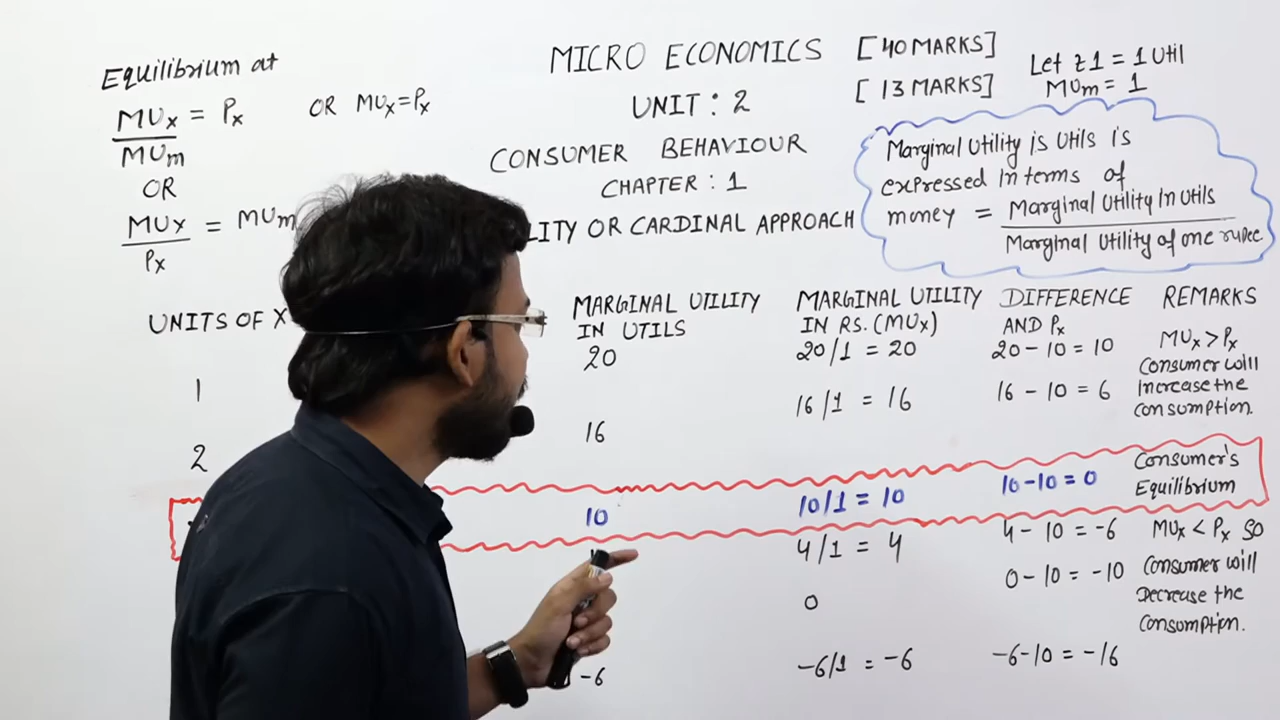 MICRO ECONOMICS [40 MARKS]
UNIT : 2 [13 MARKS]
CONSUMER BEHAVIOUR
CHAPTER : 1
LITY OR CARDINAL APPROACH
Equilibrium at
MUx = Px OR MUx = Px
MUm
OR
MUx = MUm
Px
Let ₹1 = 1 Util
MUm = 1
Marginal Utility is Utils is
expressed In terms of
money = Marginal Utility In Utils
Marginal Utility of one rupee
UNITS OF X
MARGINAL UTILITY
IN UTILS
MARGINAL UTILITY
IN RS. (MUx)
DIFFERENCE
AND Px
REMARKS
1 20 20/1 = 20 20 - 10 = 10
MUx > Px
Consumer will
Increase the
consumption.
2 16 16/1 = 16 16 - 10 = 6
10 10/1 = 10 10-10 = 0
Consumer's
Equilibrium
4/1 = 4 4 - 10 = -6
MUx < Px so
Consumer will
Decrease the
consumption.
0 0 - 10 = -10
-6 -6/1 = -6 -6-10 = -16